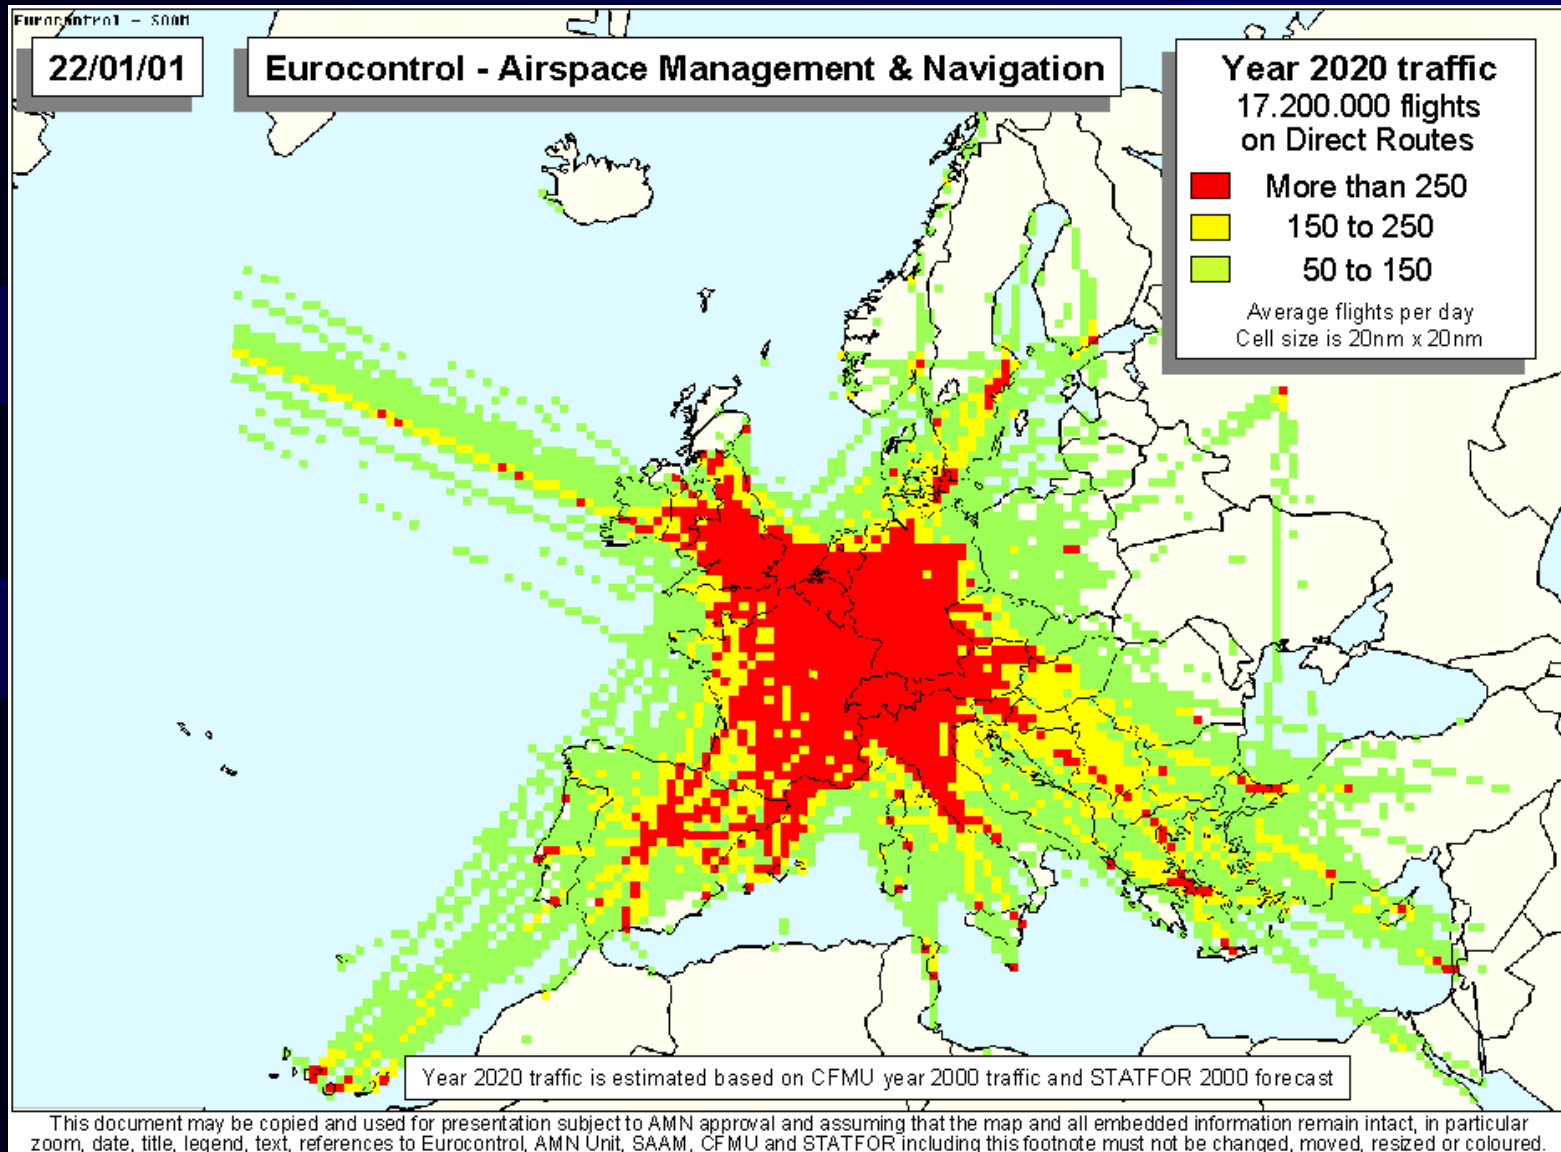 Eurocontrol - SAAM
22/01/01
Eurocontrol - Airspace Management & Navigation
Year 2020 traffic
17.200.000 flights
on Direct Routes
More than 250
150 to 250
50 to 150
Average flights per day
Cell size is 20nm x 20nm
Year 2020 traffic is estimated based on CFMU year 2000 traffic and STATFOR 2000 forecast
This document may be copied and used for presentation subject to AMN approval and assuming that the map and all embedded information remain intact, in particular
zoom, date, title, legend, text, references to Eurocontrol, AMN Unit, SAAM, CFMU and STATFOR including this footnote must not be changed, moved, resized or coloured.